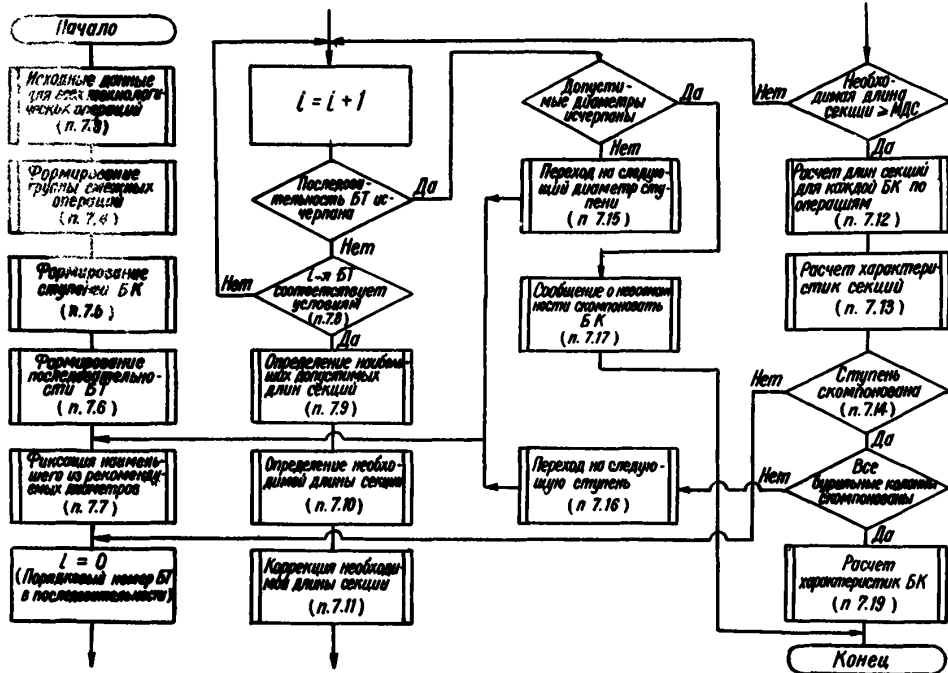 Начало
Исходные данные
для всех технологи-
ческих операций
(п. 7.3)
Формирование
группы смежных
операций
(п. 7.4)
Формирование
ступеней БК
(п. 7.5)
Формирование
последовательно-
сти БТ
(п. 7.6)
Фиксация наимень-
шего из рекоменду-
емых диаметров
(п. 7.7)
i = 0
(Порядковый номер БТ
в последовательности)
i = i + 1
Последова-
тельность БТ ис-
черпана
Да
Нет
i-я БТ
соответствует
условиям
(п.7.8)
Нет
Да
Определение наиболь-
ших допустимых
длин секций
(п. 7.9)
Определение необхо-
димой длины секции
(п. 7.10)
Коррекция необходи-
мой длины секции
(п. 7.11)
Допусти-
мые диаметры
исчерпаны
Да
Нет
Переход на следую-
щий диаметр сту-
пени
(п 7.15)
Сообщение о невозмож-
ности скомпоновать
БК
(п. 7.17)
Переход на следую-
щую ступень
(п 7.16)
Необхо-
димая длина
секции ≥ МДС
Нет
Да
Расчет длин секций
для каждой БК по
операциям
(п. 7.12)
Расчет характери-
стик секций
(п. 7.13)
Ступень
скомпонована
(п.7.14)
Нет
Да
Все
бурильные колонны
скомпонованы
Нет
Да
Расчет
характеристик БК
(п 7.19)
Конец